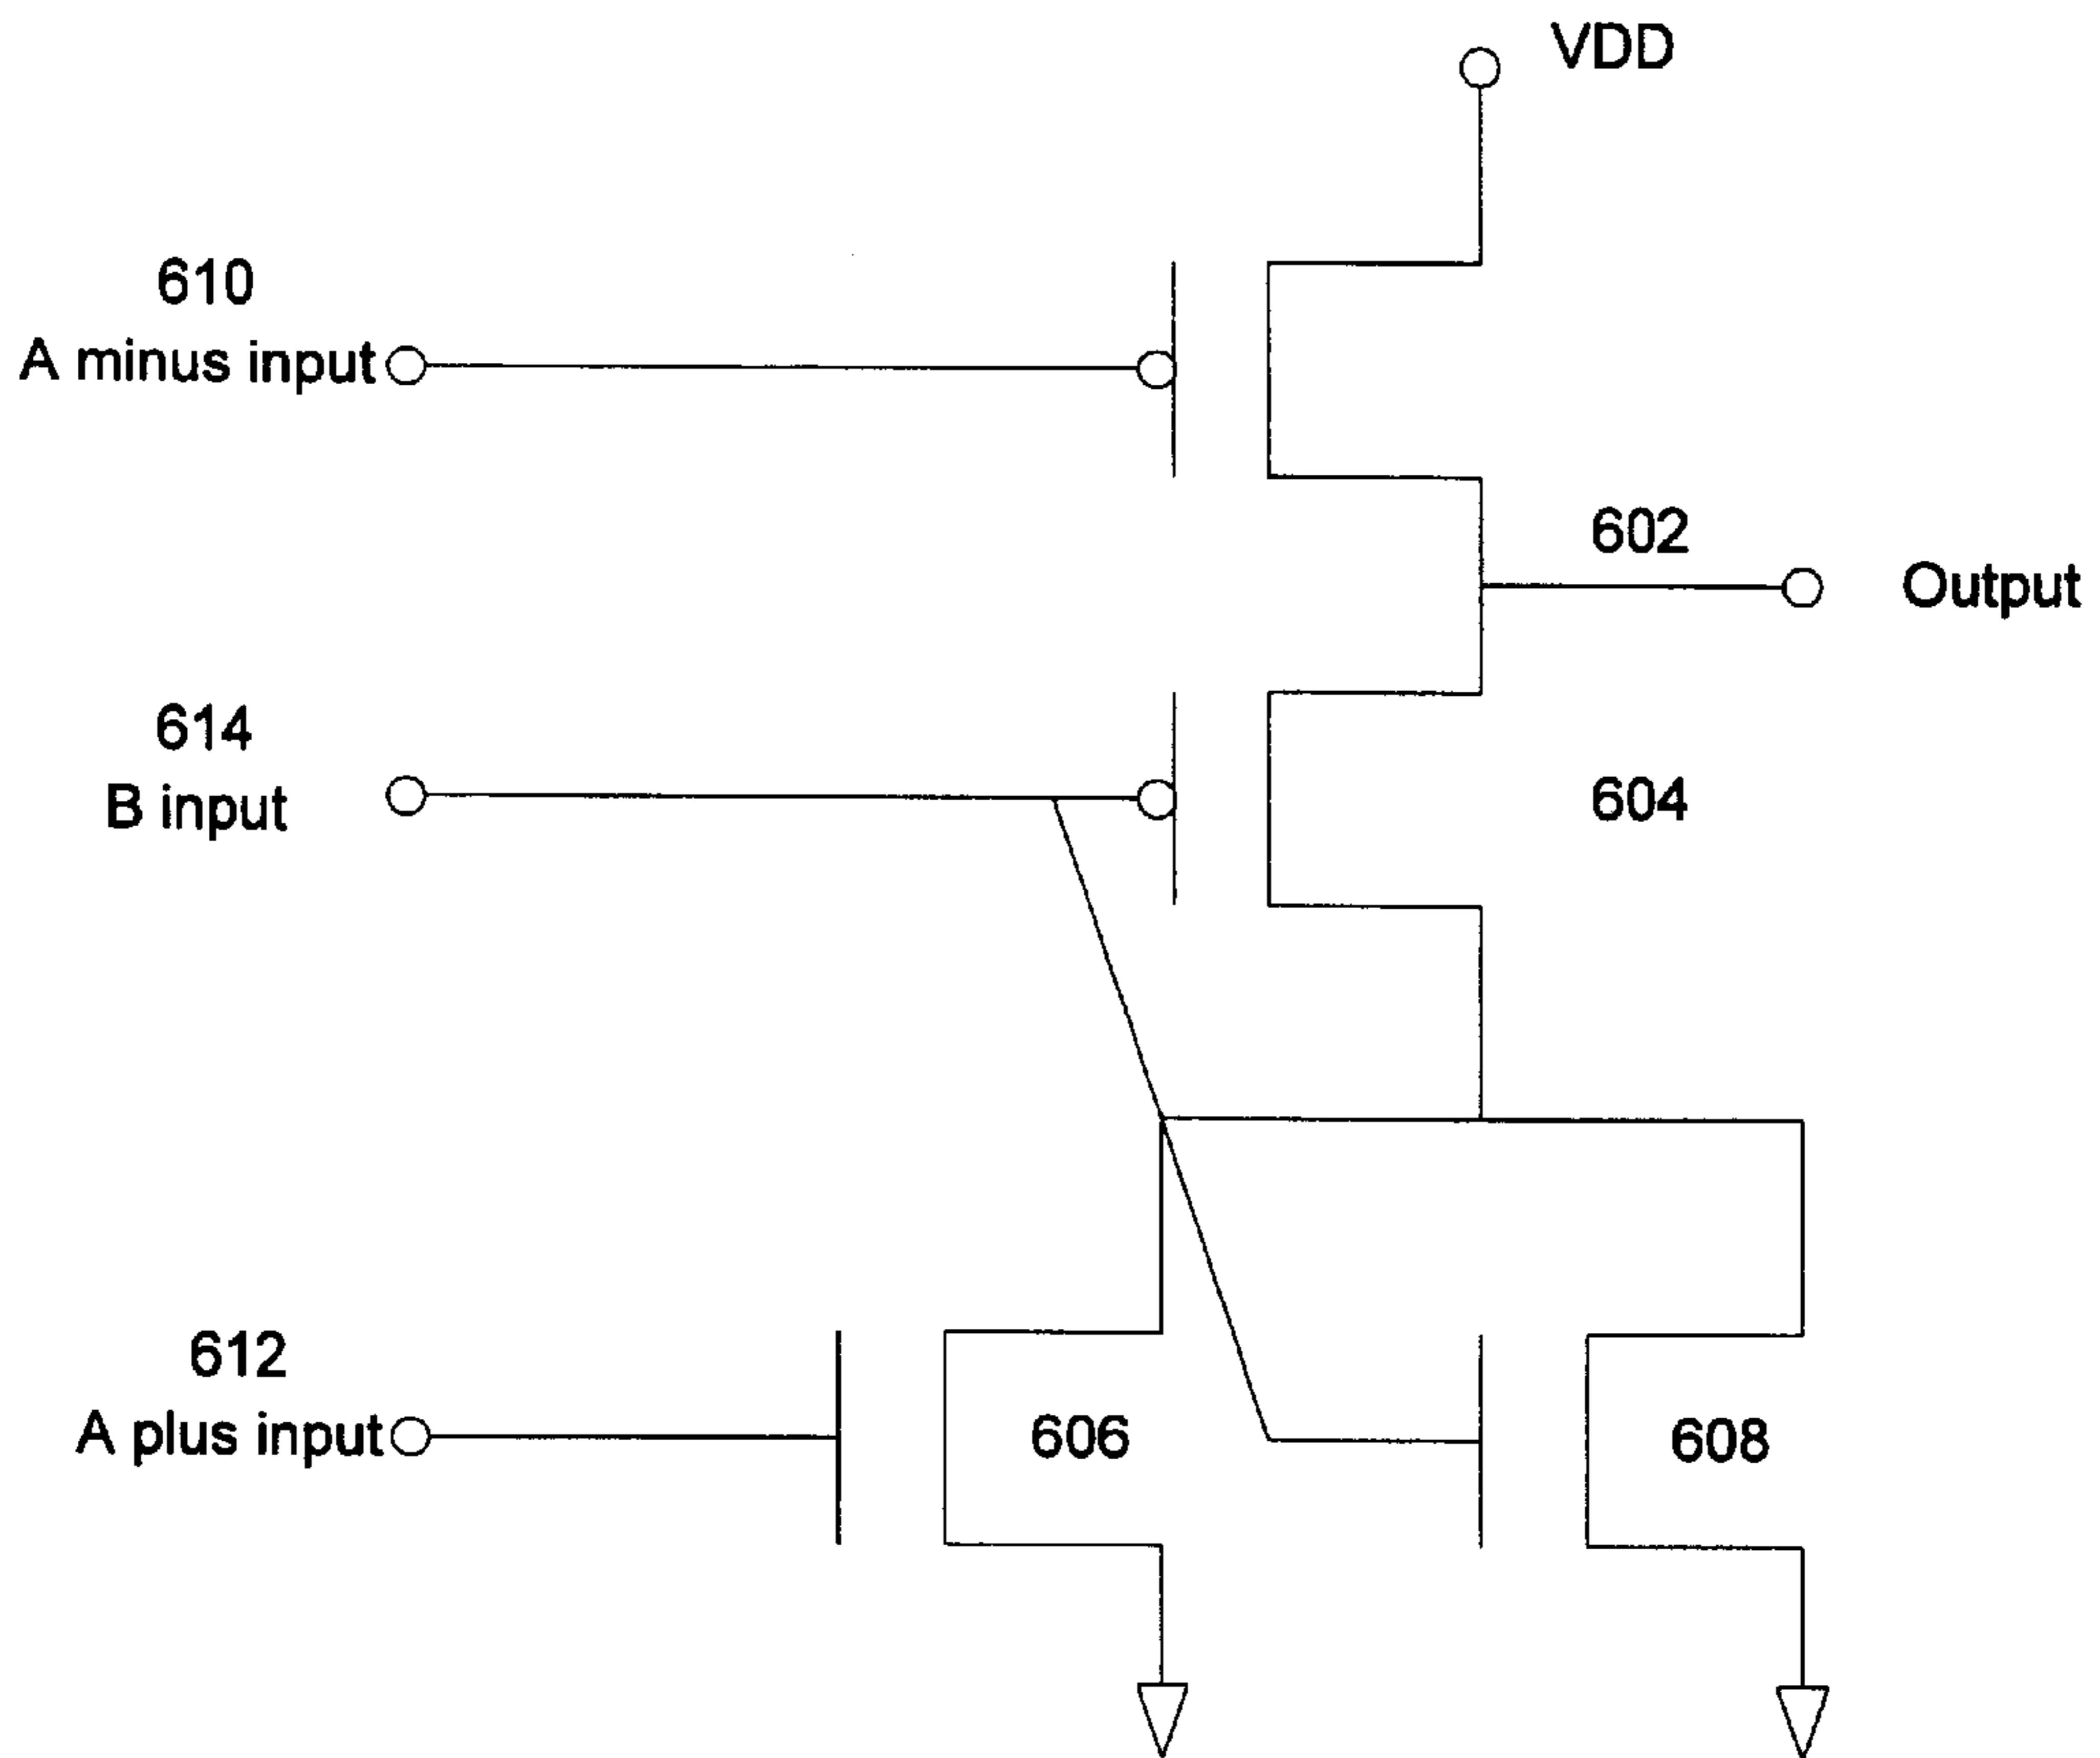 VDD
610
A minus input
602
Output
614
B input
604
612
A plus input
606
608